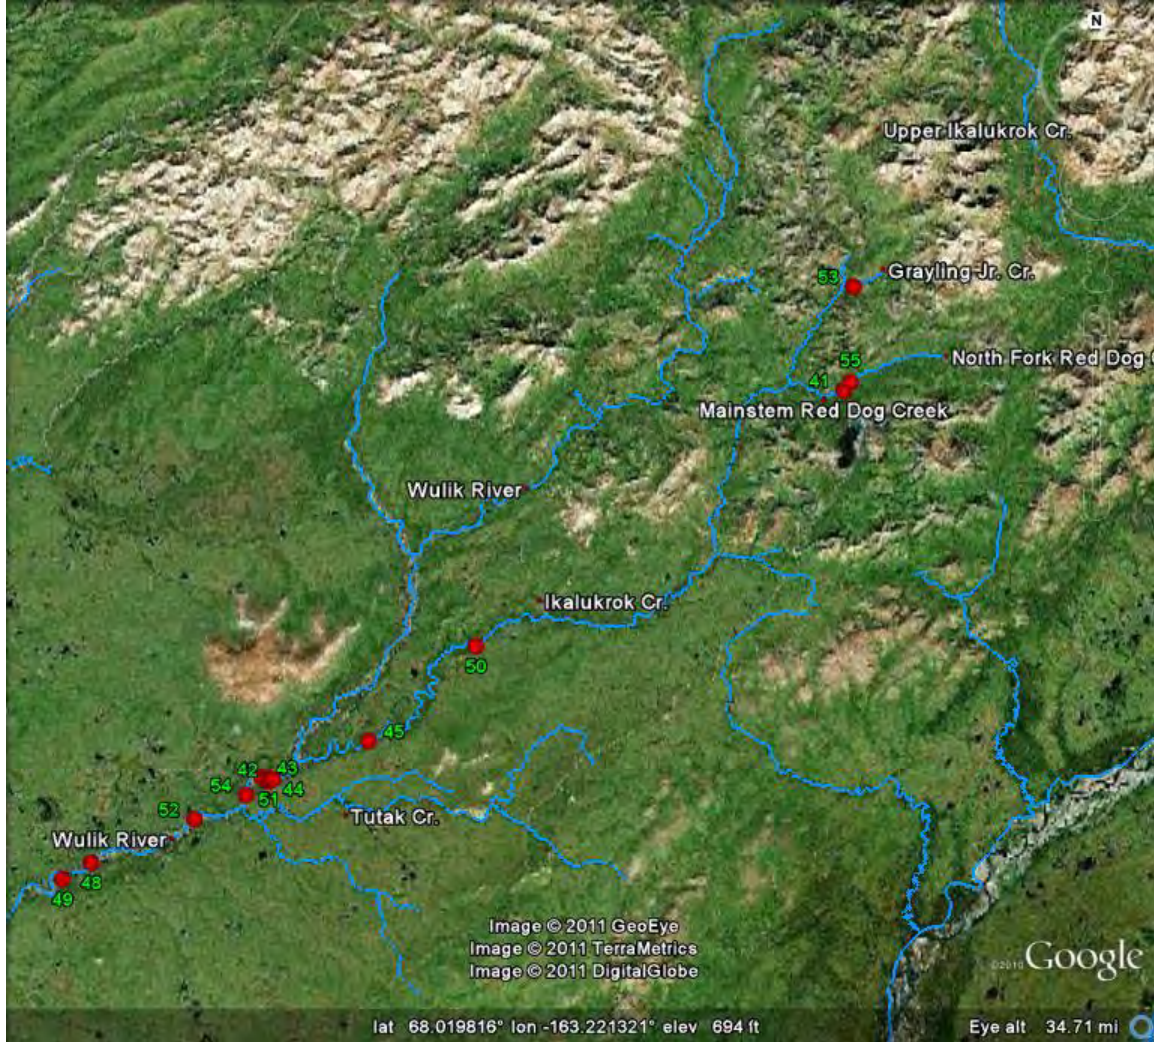 N
Upper Ikalukrok Cr.
53
Grayling Jr. Cr.
55
North Fork Red Dog
41
Mainstem Red Dog Creek
Wulik River
Ikalukrok Cr.
50
45
42
43
54
51
44
52
Tutak Cr.
Wulik River
48
49
Image © 2011 GeoEye
Image © 2011 TerraMetrics
Image © 2011 DigitalGlobe
©2010 Google
lat 68.019816° lon -163.221321° elev 694 ft
Eye alt 34.71 mi